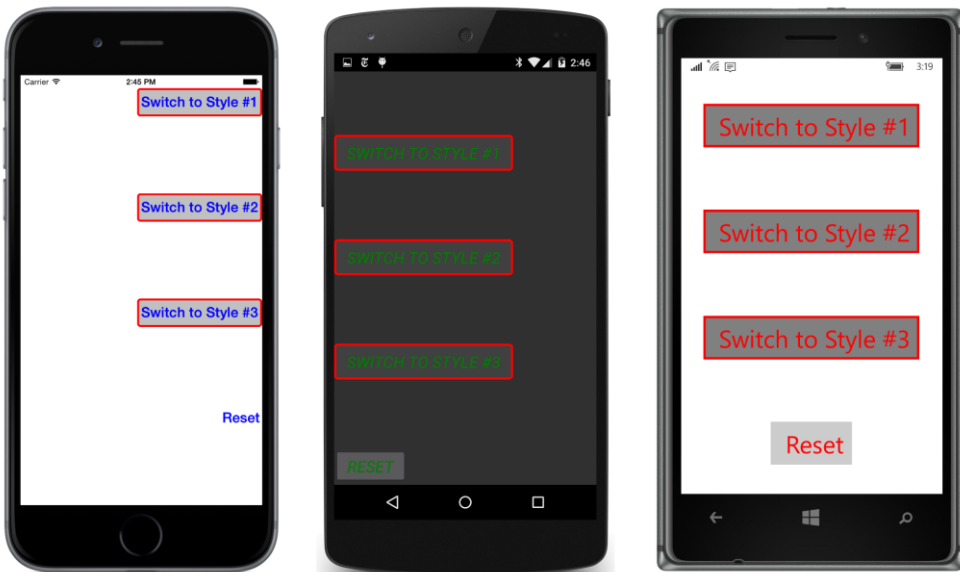 Carrier 2:45 PM
Switch to Style #1
Switch to Style #2
Switch to Style #3
Reset
2:46
SWITCH TO STYLE #1
SWITCH TO STYLE #2
SWITCH TO STYLE #3
RESET
3:19
Switch to Style #1
Switch to Style #2
Switch to Style #3
Reset